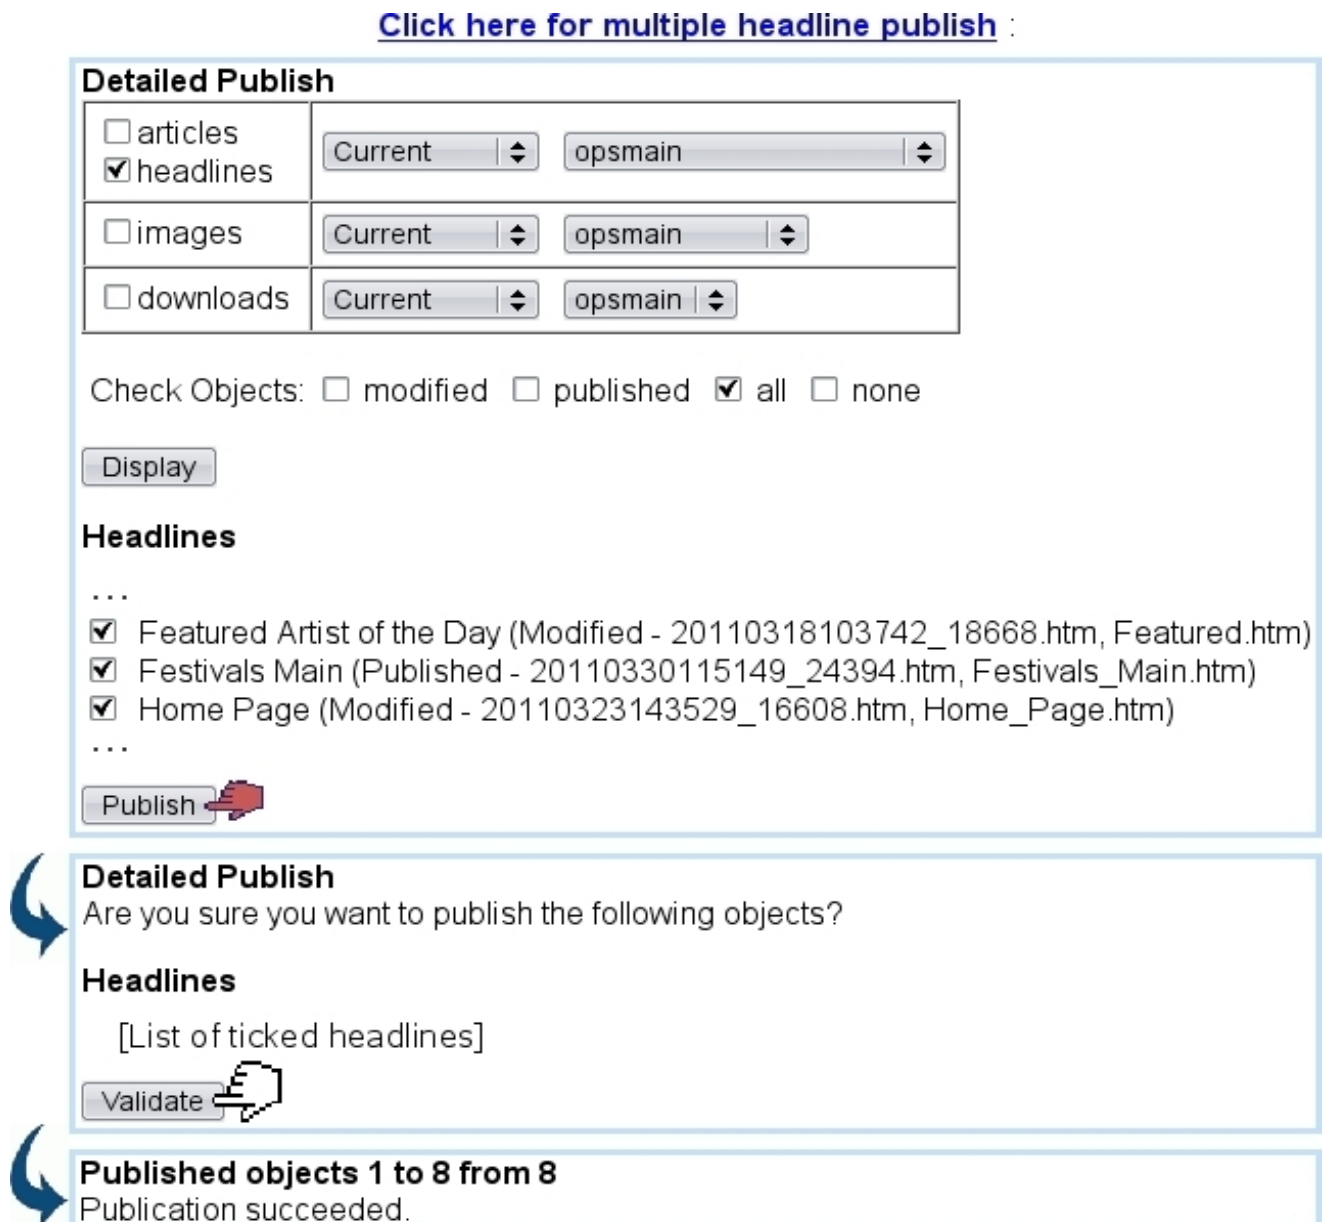 Click here for multiple headline publish :
Detailed Publish
articles
headlines
Current
opsmain
images
Current
opsmain
downloads
Current
opsmain
Check Objects: modified published all none
Display
Headlines
...
Featured Artist of the Day (Modified - 20110318103742_18668.htm, Featured.htm)
Festivals Main (Published - 20110330115149_24394.htm, Festivals_Main.htm)
Home Page (Modified - 20110323143529_16608.htm, Home_Page.htm)
...
Publish
Detailed Publish
Are you sure you want to publish the following objects?
Headlines
[List of ticked headlines]
Validate
Published objects 1 to 8 from 8
Publication succeeded.